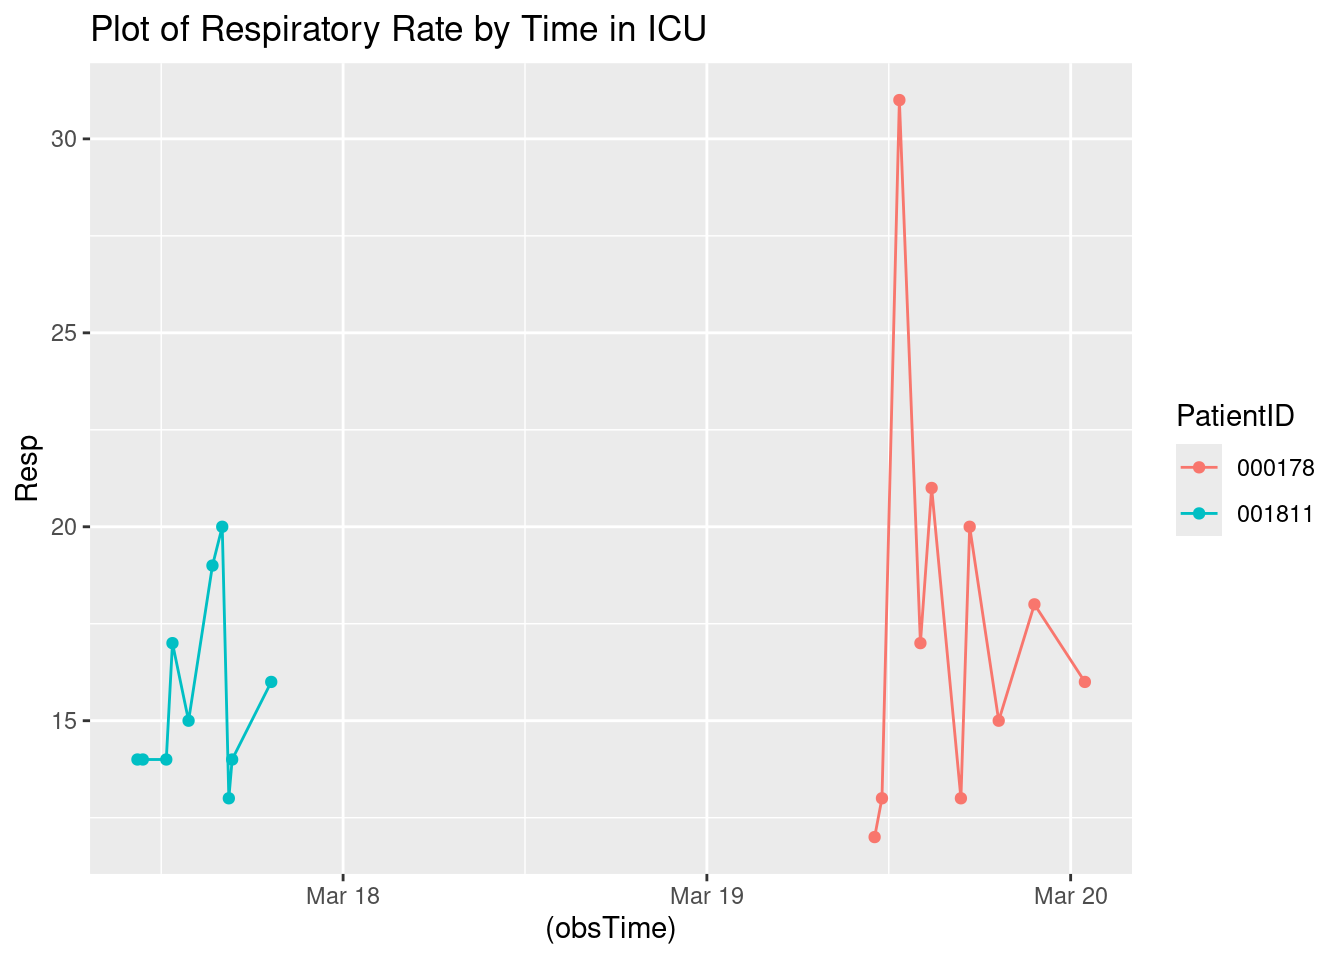 Plot of Respiratory Rate by Time in ICU
30
25
20
15
Resp
Mar 18
Mar 19
Mar 20
(obsTime)
PatientID
000178
001811